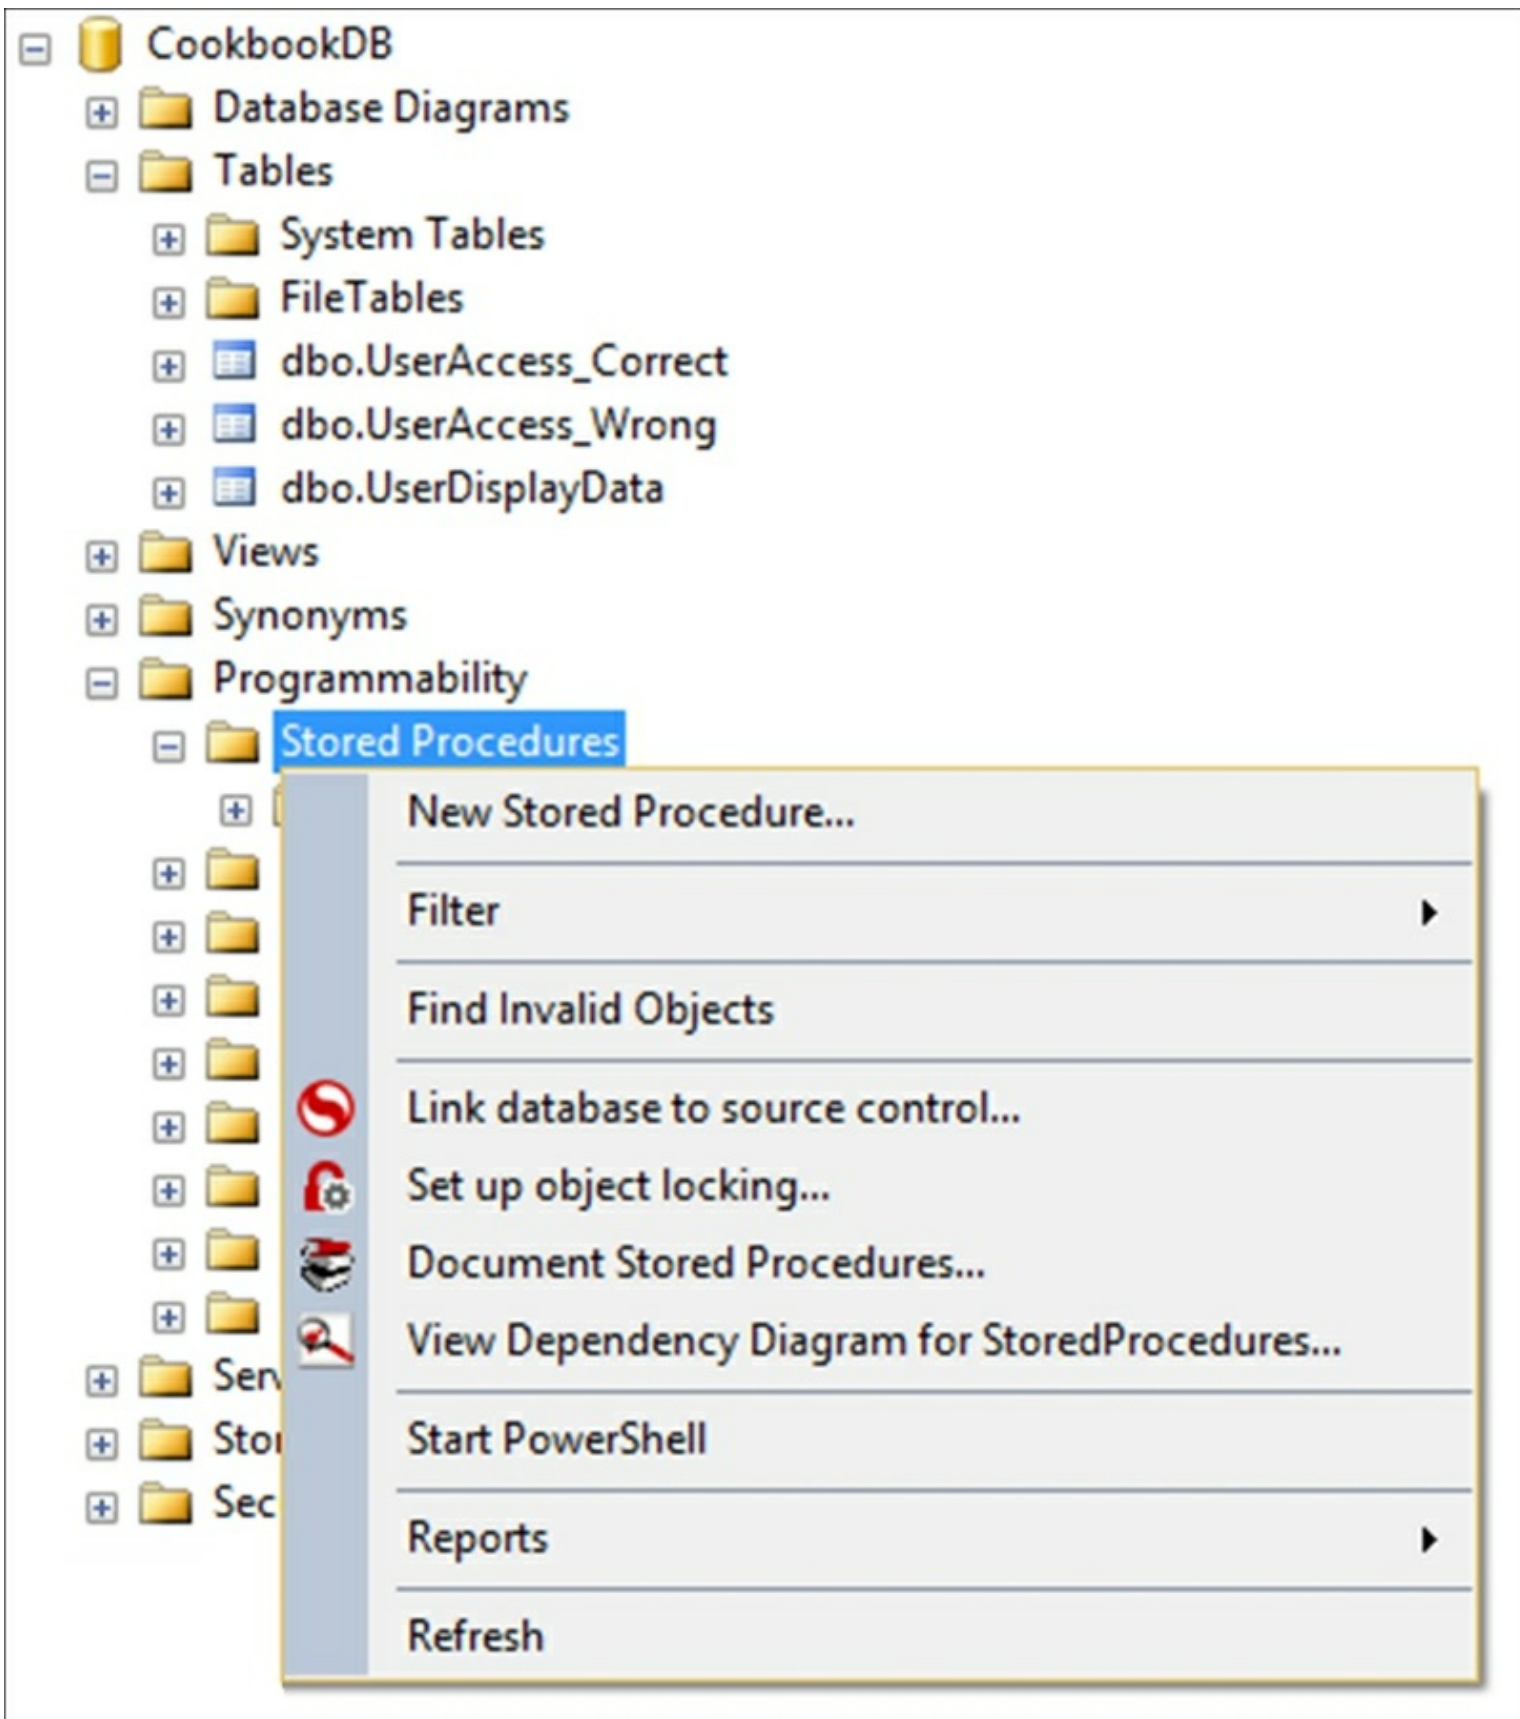 CookbookDB
Database Diagrams
Tables
System Tables
FileTables
dbo.UserAccess_Correct
dbo.UserAccess_Wrong
dbo.UserDisplayData
Views
Synonyms
Programmability
Stored Procedures
New Stored Procedure...
Filter
Find Invalid Objects
Link database to source control...
Set up object locking...
Document Stored Procedures...
View Dependency Diagram for StoredProcedures...
Start PowerShell
Reports
Refresh